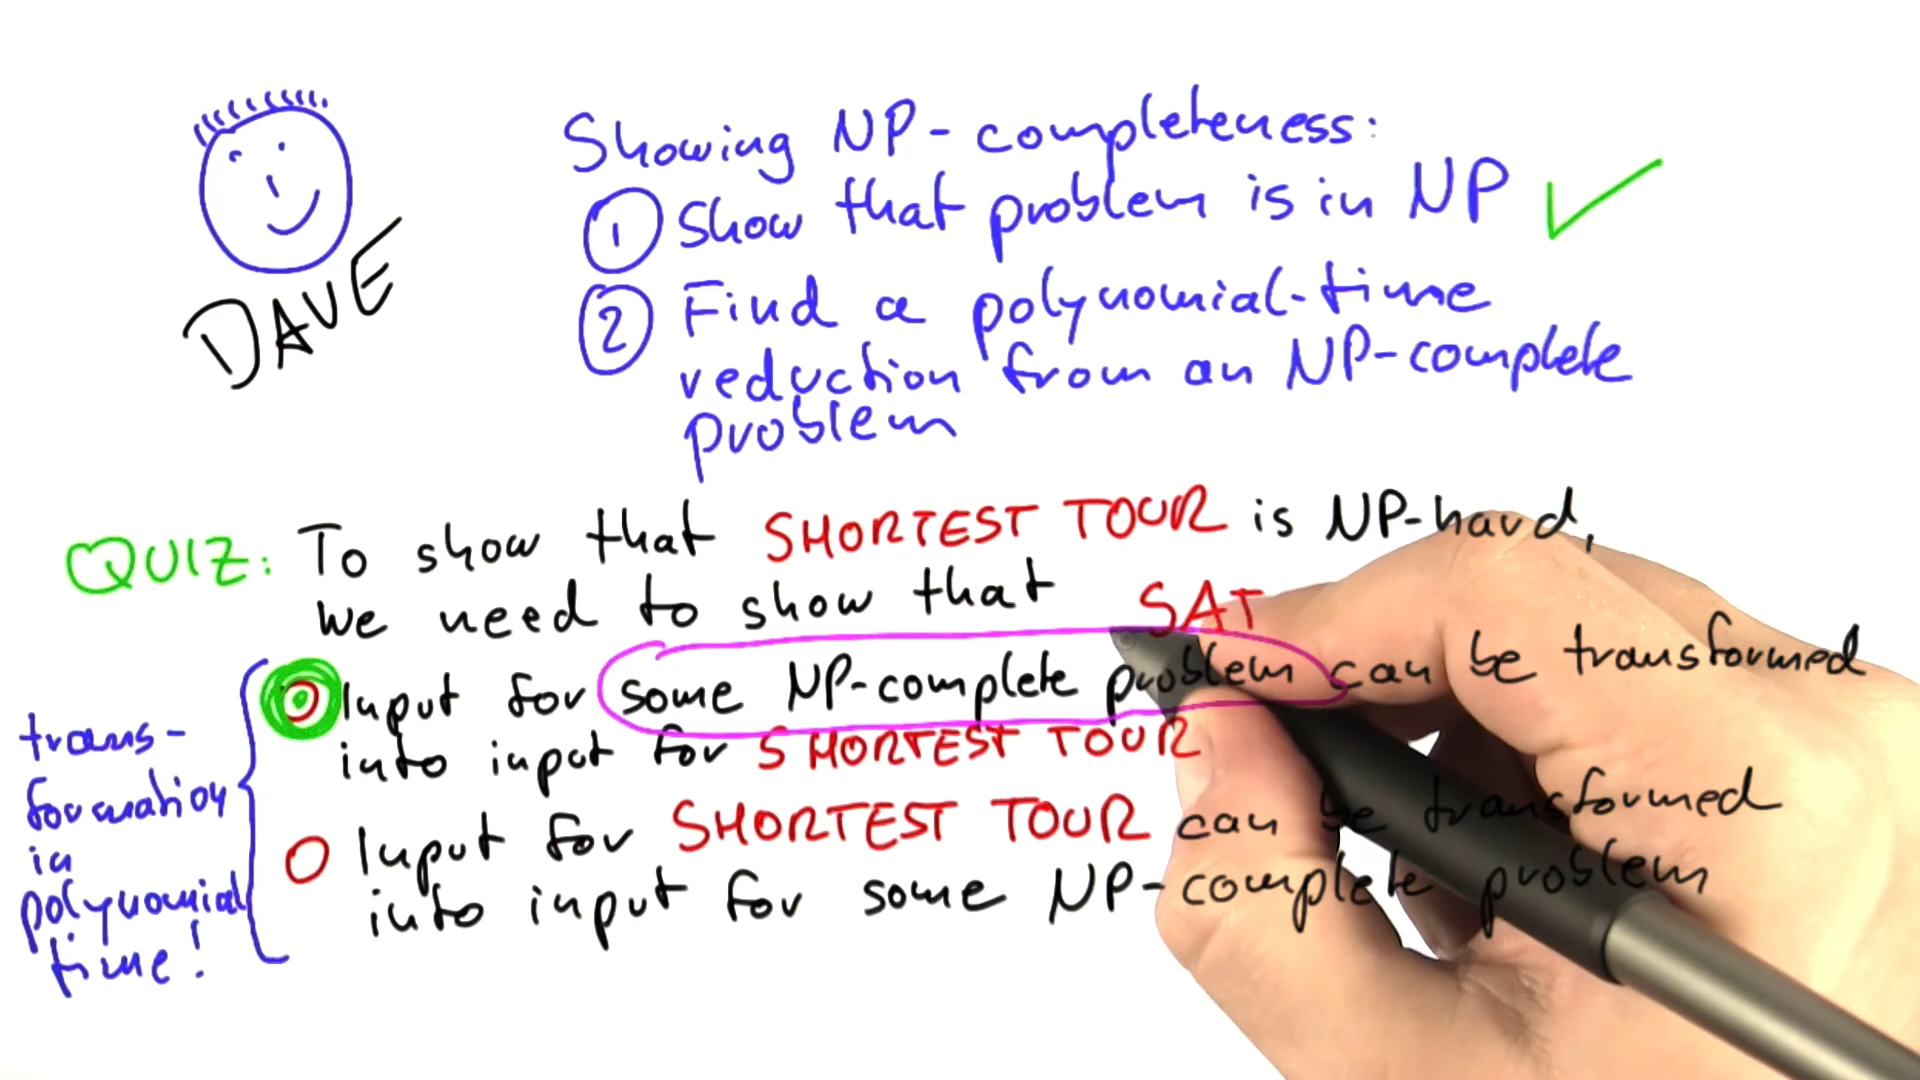 DAVE
Showing NP-completeness:
1 Show that problem is in NP
2 Find a polynomial-time
reduction from an NP-complete
problem
QUIZ: To show that SHORTEST TOUR is NP-hard,
we need to show that
SAT
Input for some NP-complete problem can be transformed
into input for SHORTEST TOUR
Input for SHORTEST TOUR can be transformed
into input for some NP-complete problem
trans-
formation
in
polynomial
time!